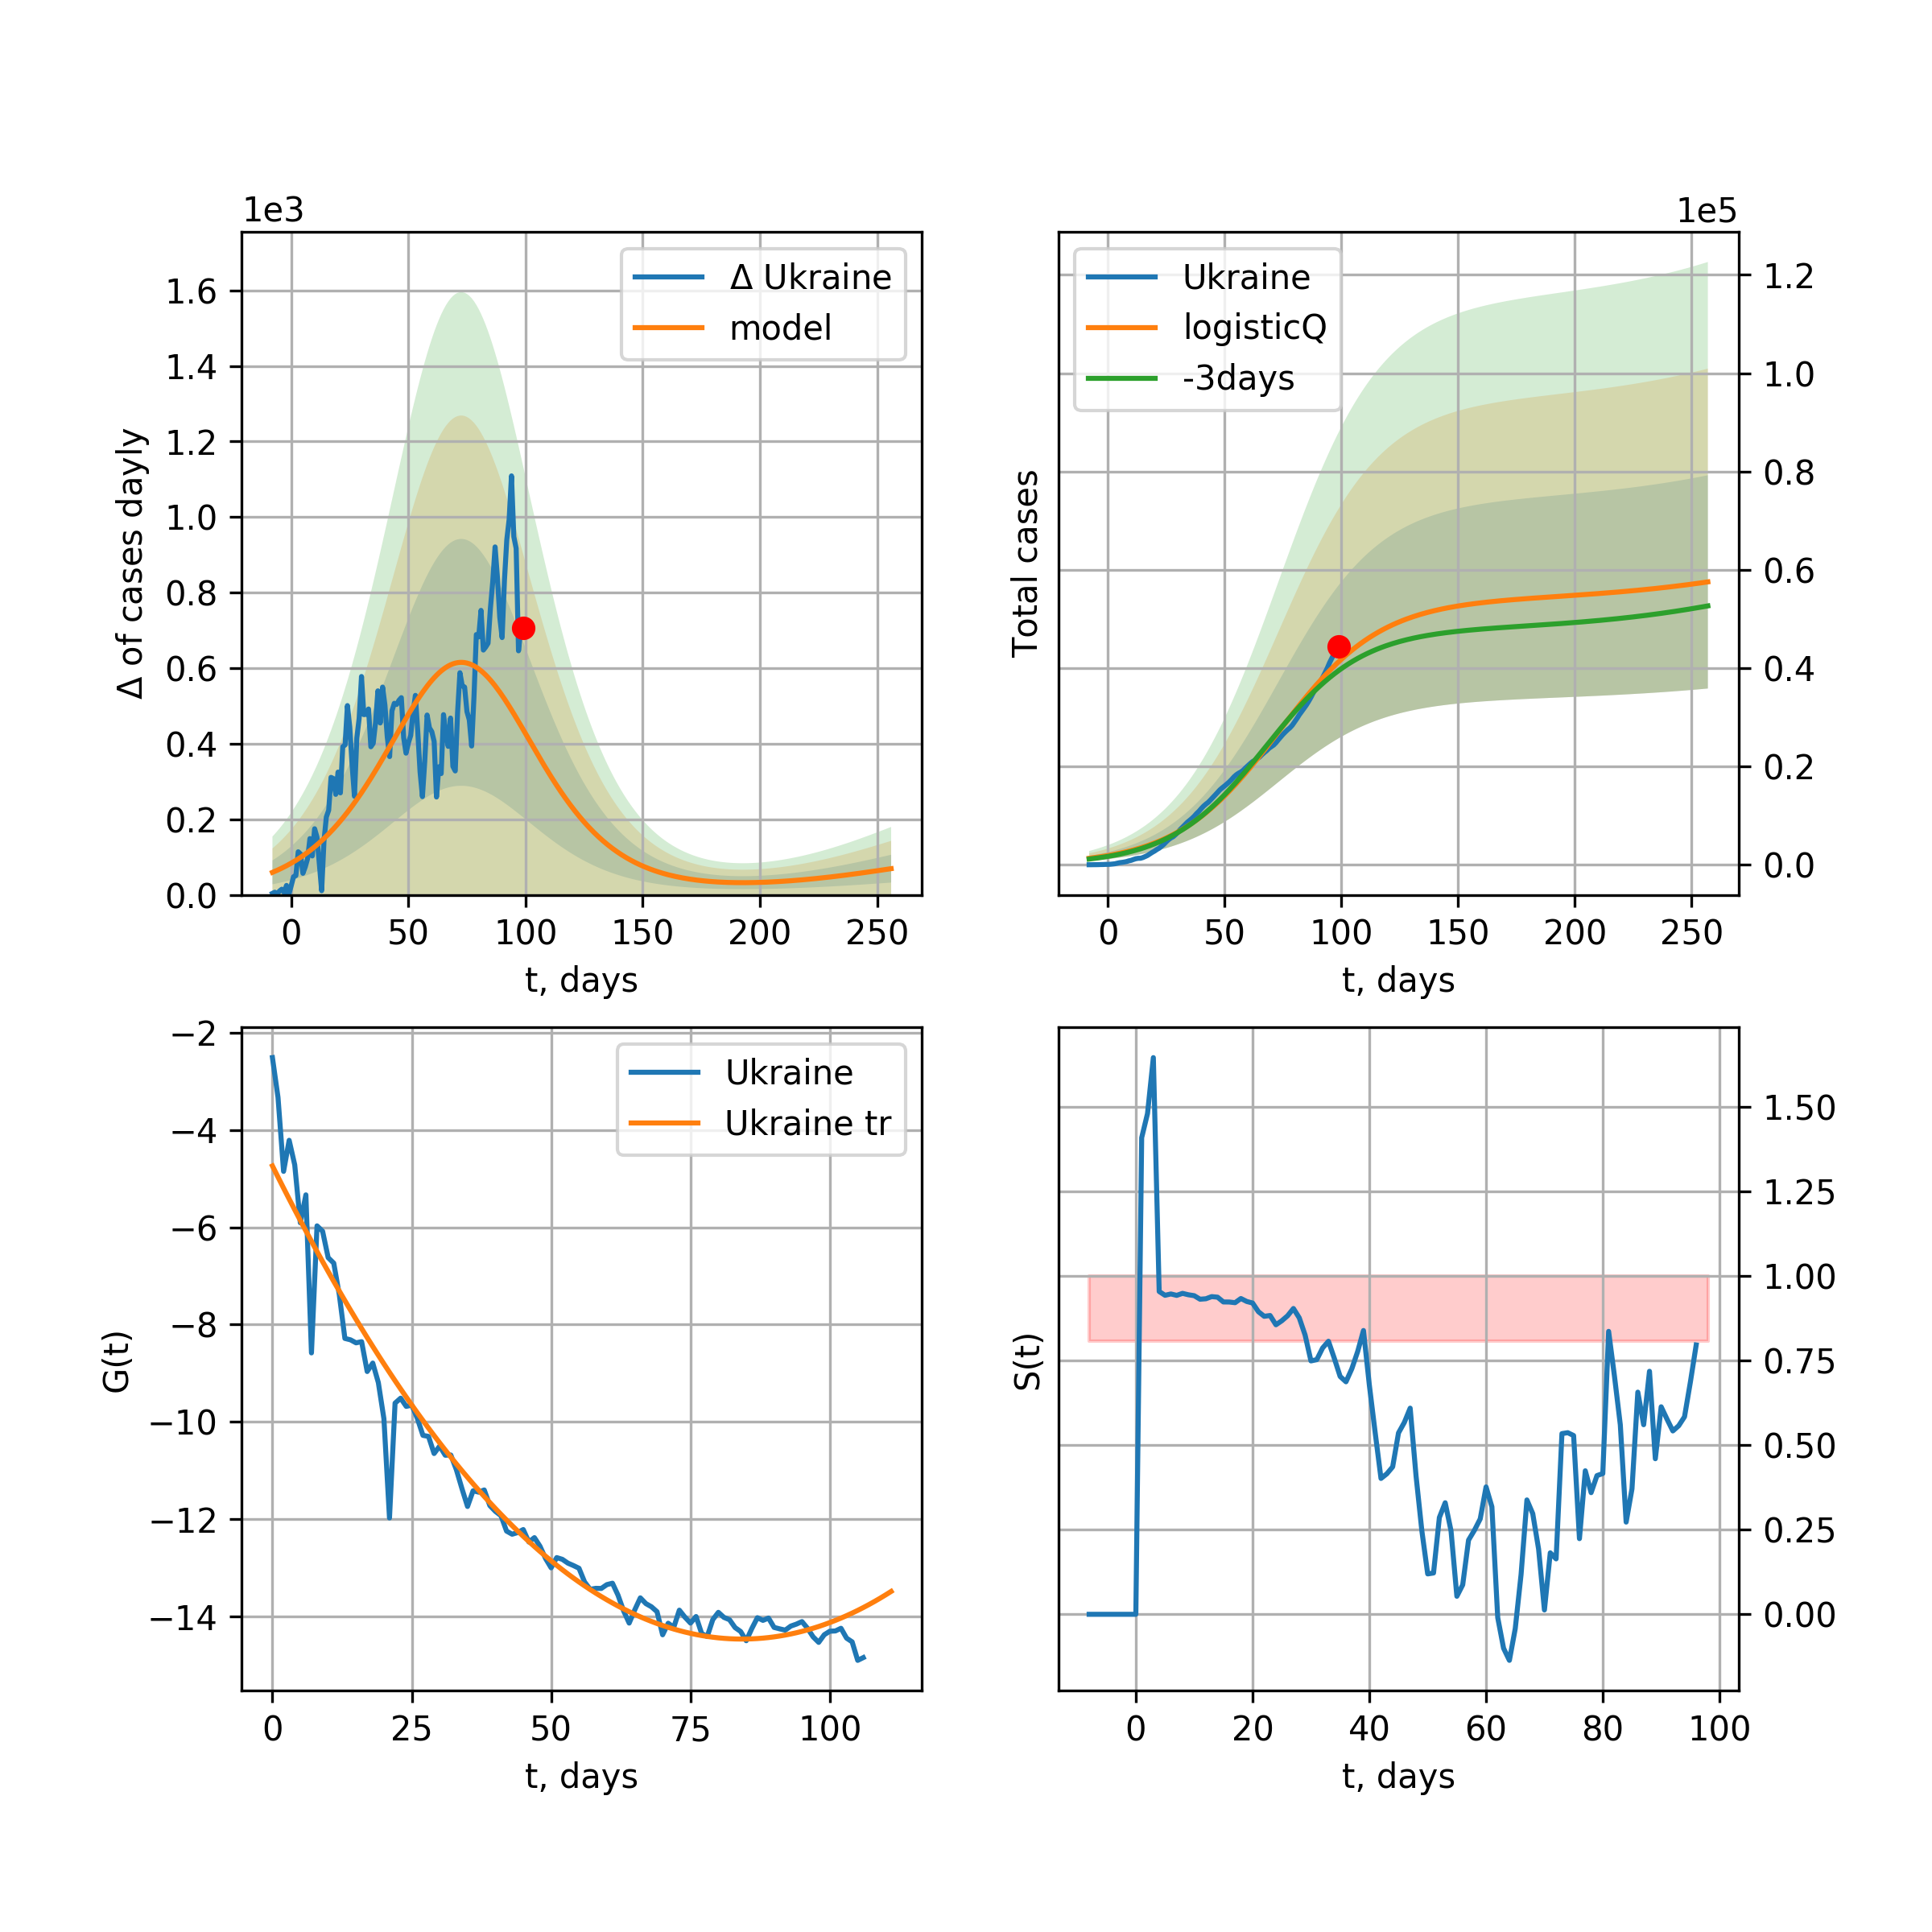 1e3
Δ of cases dayly
1.6
1.4
1.2
1.0
0.8
0.6
0.4
0.2
0.0
Δ Ukraine
model
0 50 100 150 200 250
t, days
1e5
Total cases
Ukraine
logisticQ
-3days
1.2
1.0
0.8
0.6
0.4
0.2
0.0
0 50 100 150 200 250
t, days
G(t)
−2
−4
−6
−8
−10
−12
−14
Ukraine
Ukraine tr
0 25 50 75 100
t, days
S(t)
1.50
1.25
1.00
0.75
0.50
0.25
0.00
0 20 40 60 80 100
t, days